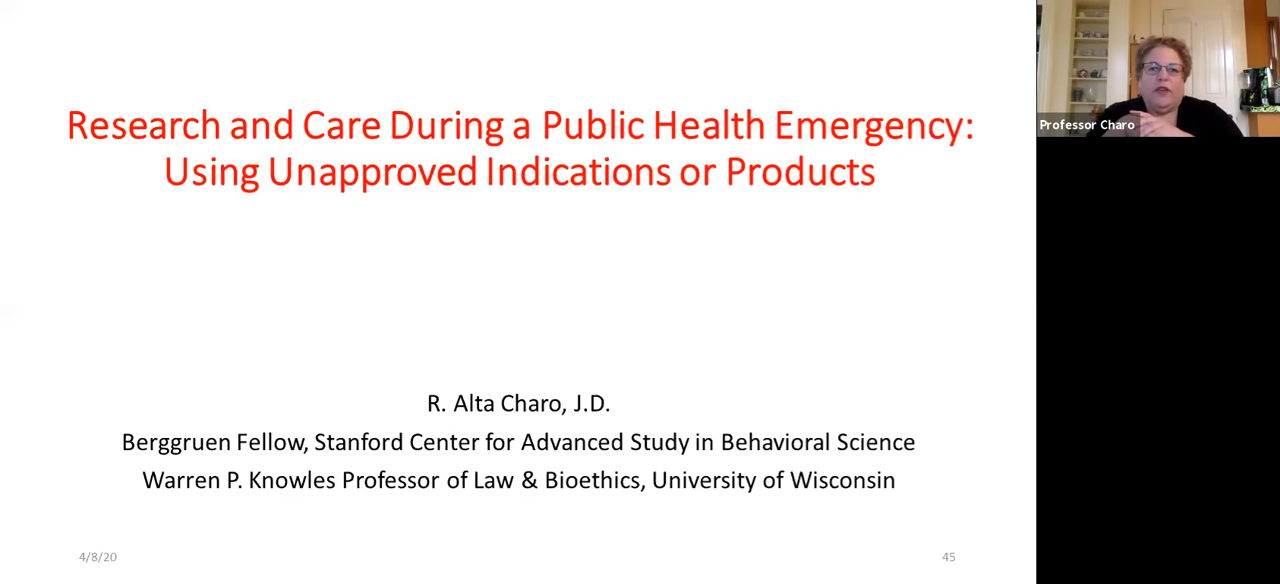 Research and Care During a Public Health Emergency:
Using Unapproved Indications or Products
R. Alta Charo, J.D.
Berggruen Fellow, Stanford Center for Advanced Study in Behavioral Science
Warren P. Knowles Professor of Law & Bioethics, University of Wisconsin
4/8/20
45
Professor Charo